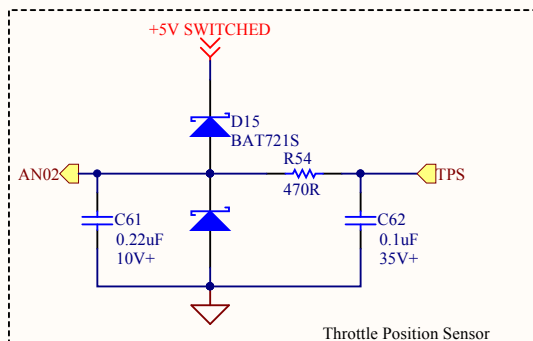 +5V SWITCHED
D15
BAT721S
R54
AN02
TPS
470R
C61
0.22uF
10V+
C62
0.1uF
35V+
Throttle Position Sensor